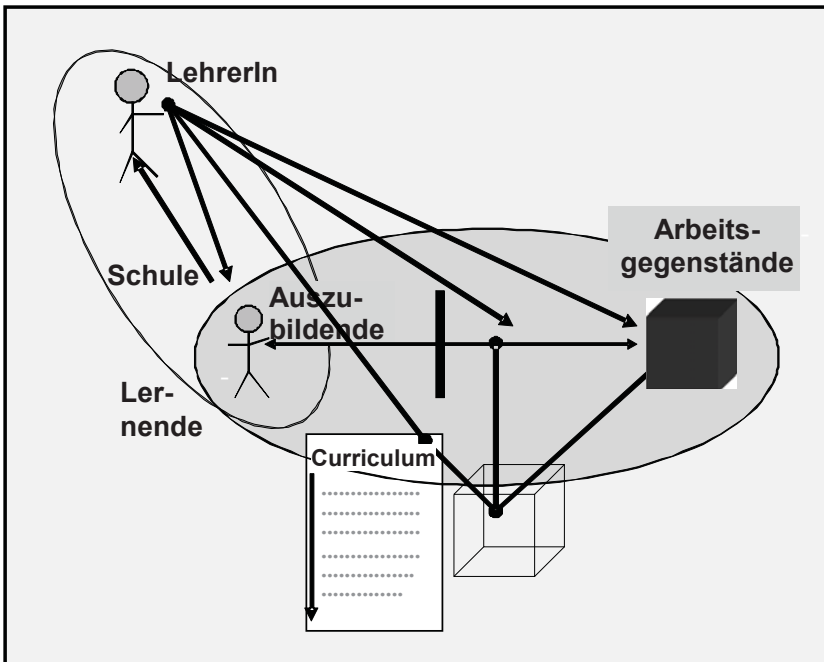 LehrerIn
Arbeits-
gegenstände
Schule
Auszu-
bildende
Ler-
nende
Curriculum